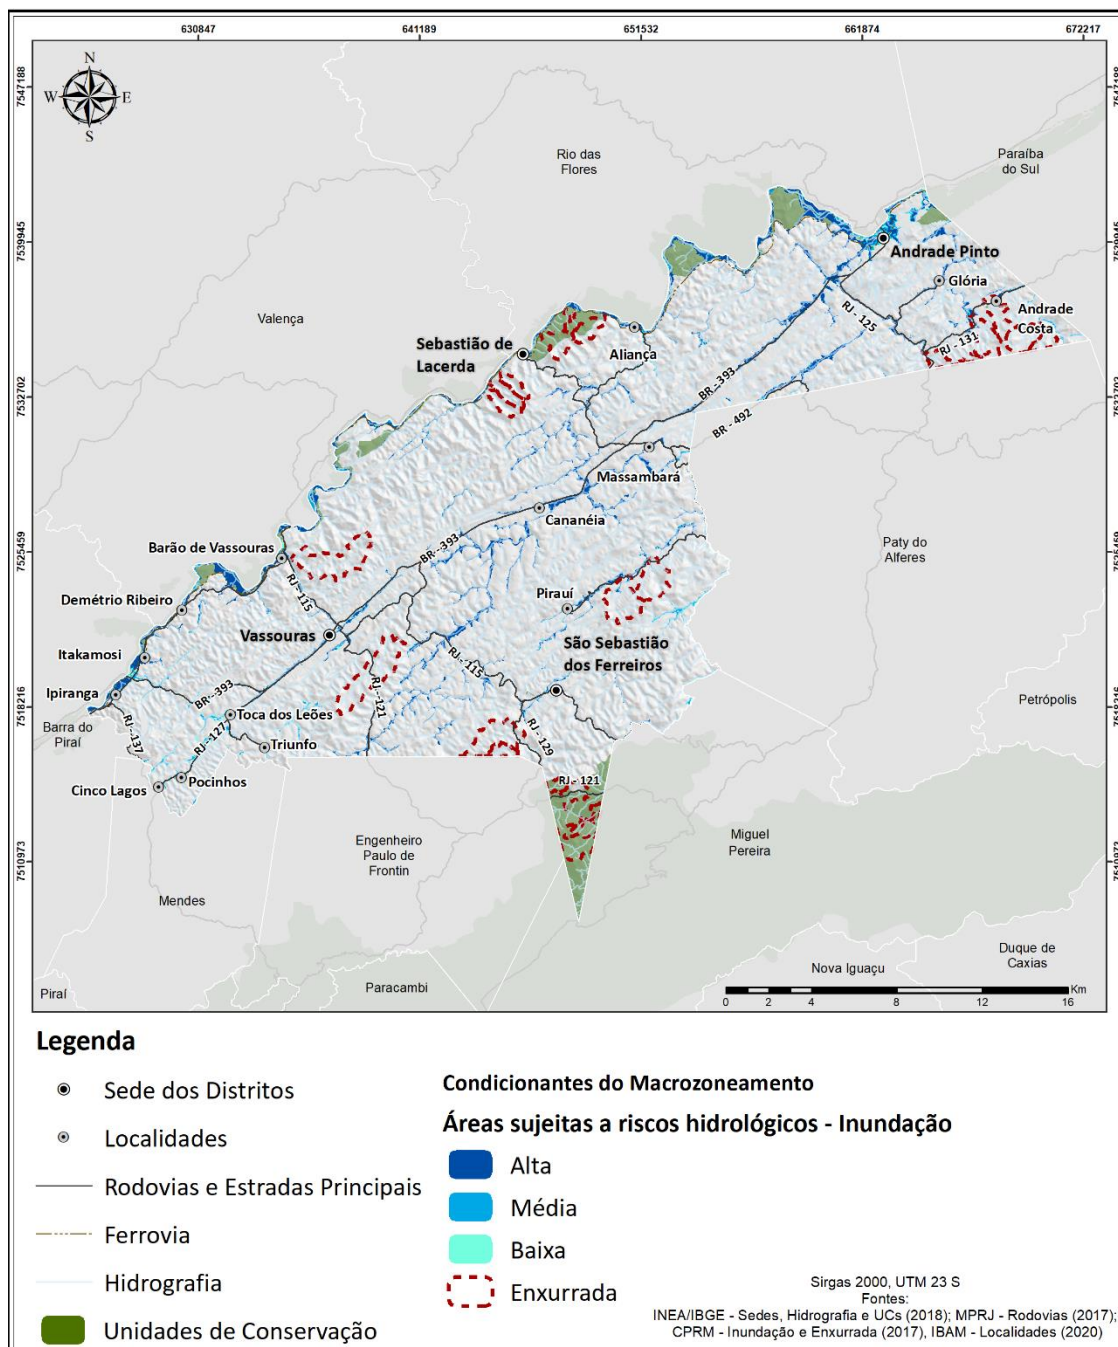 630847
641189
651532
661874
672217
7547188
7547188
N
W
E
S
Rio das
Flores
Paraíba
do Sul
7539945
7539945
Andrade Pinto
Glória
Valença
Andrade
Costa
RJ - 125
RJ - 131
Sebastião de
Lacerda
Aliança
BR - 393
7532702
7532702
BR - 492
Massambará
Cananéia
7525459
7525459
Barão de Vassouras
BR - 393
Paty do
Alferes
RJ - 115
Demétrio Ribeiro
Pirauí
Vassouras
São Sebastião
dos Ferreiros
Itakamosi
RJ - 115
Ipiranga
BR - 393
RJ - 121
7518216
7518216
Petrópolis
Barra do
Piraí
Toca dos Leões
RJ - 137
RJ - 127
RJ - 129
Triunfo
Pocinhos
Cinco Lagos
RJ - 121
Engenheiro
Paulo de
Frontin
Miguel
Pereira
7510973
7510973
Mendes
Duque de
Caxias
Nova Iguaçu
Paracambi
Piraí
Km
0 2 4 8 12 16
Legenda
Sede dos Distritos
Localidades
Rodovias e Estradas Principais
Ferrovia
Hidrografia
Unidades de Conservação
Condicionantes do Macrozoneamento
Áreas sujeitas a riscos hidrológicos - Inundação
Alta
Média
Baixa
Enxurrada
Sirgas 2000, UTM 23 S
Fontes:
INEA/IBGE - Sedes, Hidrografia e UCs (2018); MPRJ - Rodovias (2017);
CPRM - Inundação e Enxurrada (2017), IBAM - Localidades (2020)